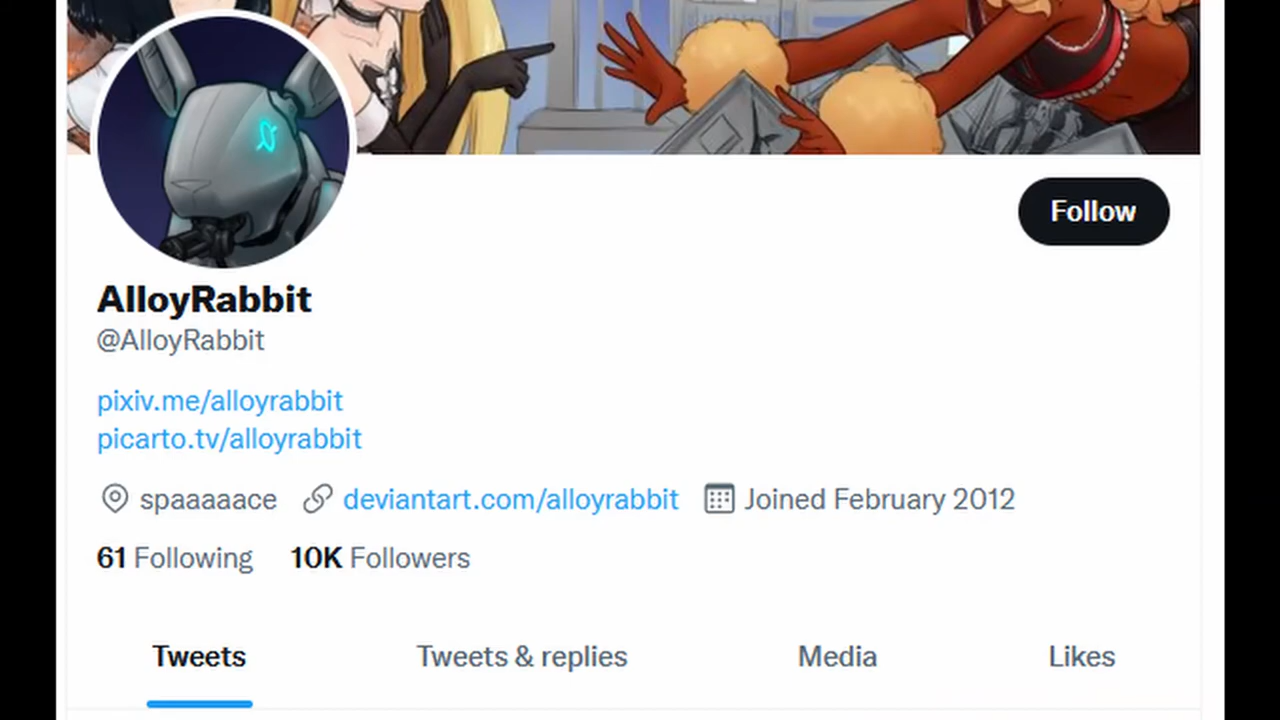 Follow
AlloyRabbit
@AlloyRabbit
pixiv.me/alloyrabbit
picarto.tv/alloyrabbit
spaaaaace deviantart.com/alloyrabbit Joined February 2012
61 Following 10K Followers
Tweets Tweets & replies Media Likes